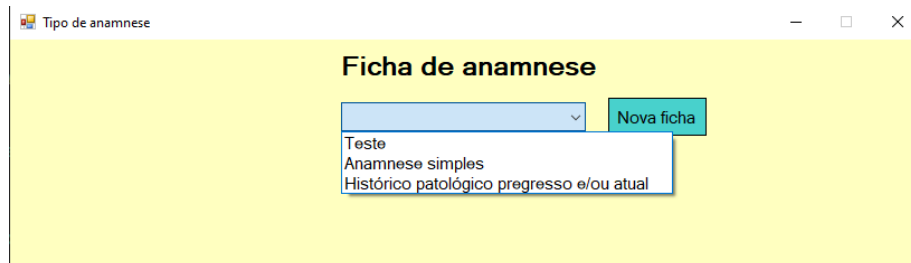 Tipo de anamnese
Ficha de anamnese
Nova ficha
Teste
Anamnese simples
Histórico patológico pregresso e/ou atual